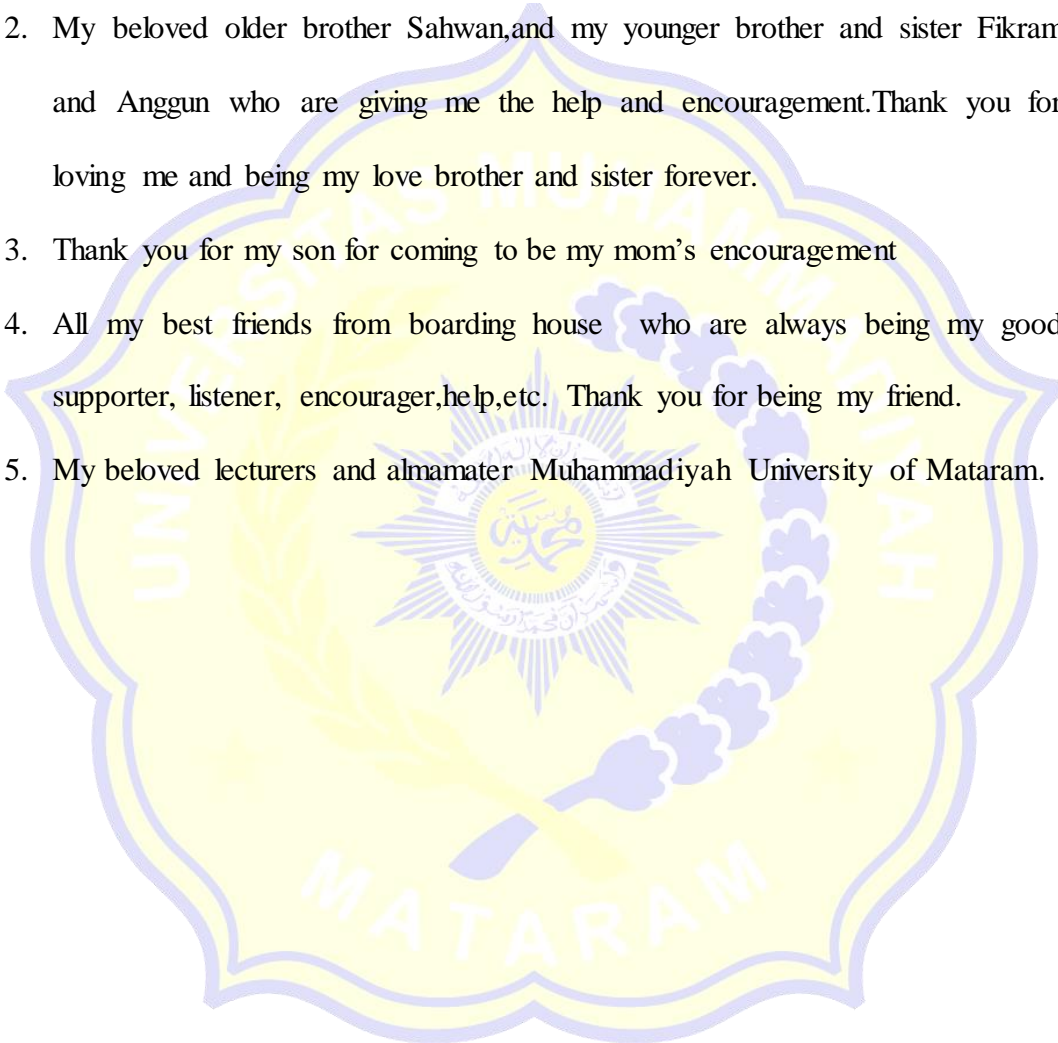 2. My beloved older brother Sahwan,and my younger brother and sister Fikram
and Anggun who are giving me the help and encouragement.Thank you for
loving me and being my love brother and sister forever.
3. Thank you for my son for coming to be my mom’s encouragement
4. All my best friends from boarding house who are always being my good
supporter, listener, encourager,help,etc. Thank you for being my friend.
5. My beloved lecturers and almamater Muhammadiyah University of Mataram.
UNIVERSITAS MUHAMMADIYAH
محمدية
MATARAM